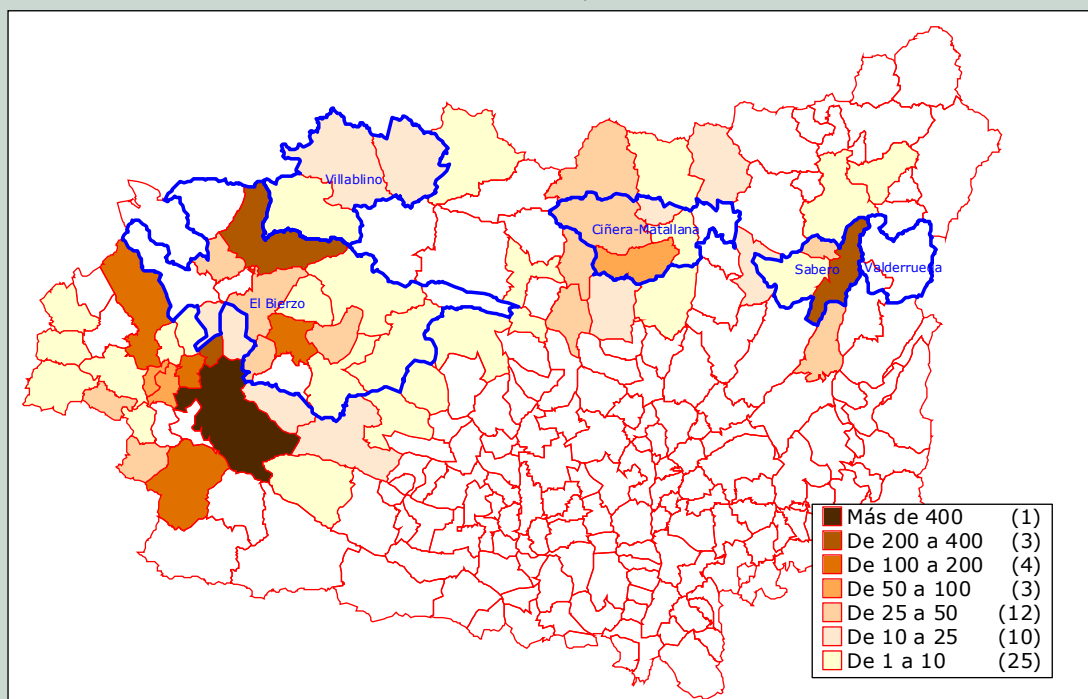 Villablino
Ciñera-Matallana
Sabero
Valderrueda
El Bierzo
Más de 400 (1)
De 200 a 400 (3)
De 100 a 200 (4)
De 50 a 100 (3)
De 25 a 50 (12)
De 10 a 25 (10)
De 1 a 10 (25)